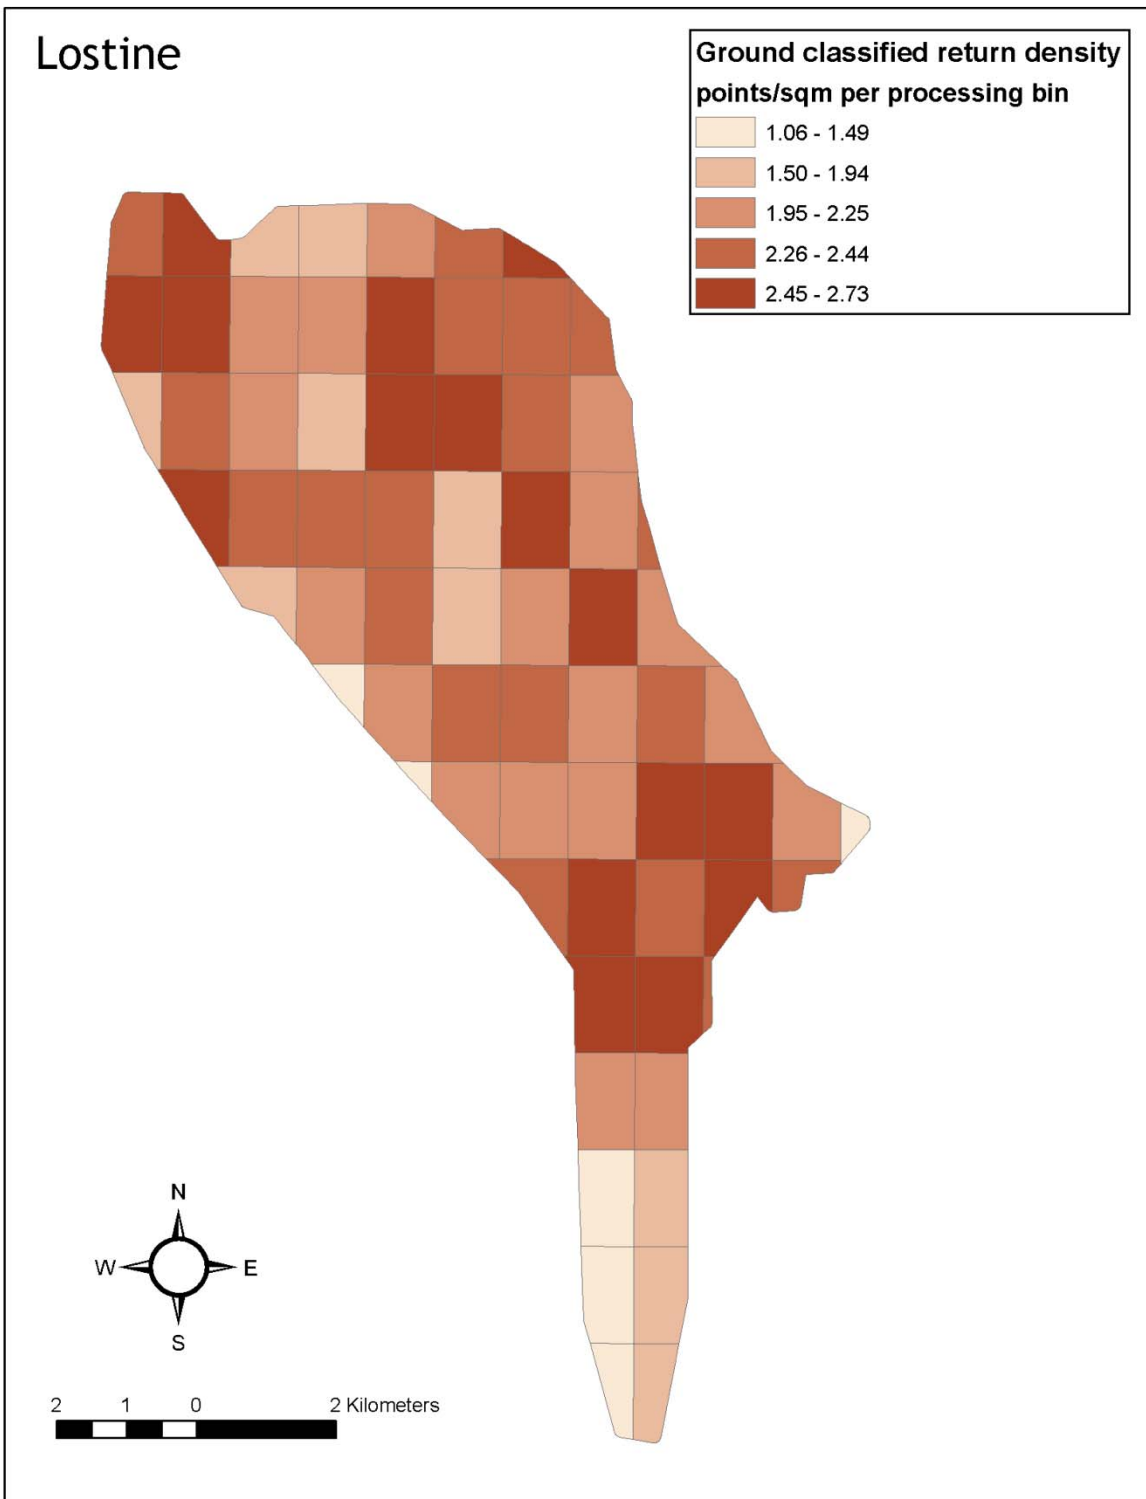 Lostine
Ground classified return density
points/sqm per processing bin
1.06 - 1.49
1.50 - 1.94
1.95 - 2.25
2.26 - 2.44
2.45 - 2.73
N
W E
S
2 1 0 2 Kilometers